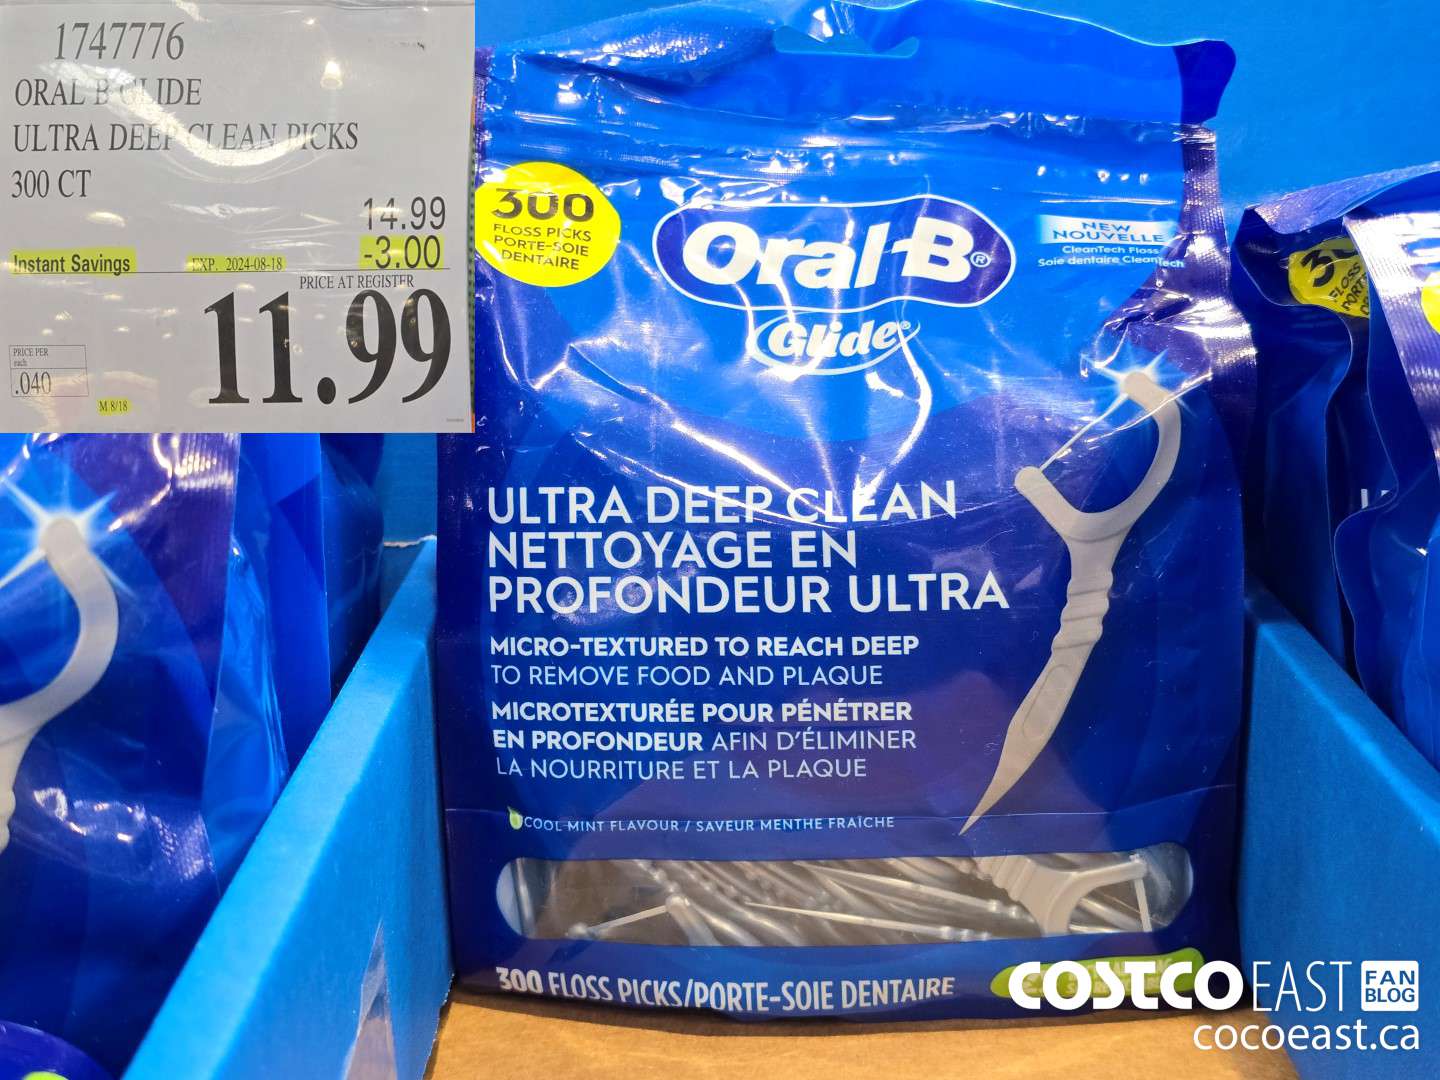 1747776
ORAL B GLIDE
ULTRA DEEP CLEAN PICKS
300 CT
14.99
Instant Savings EXP. 2024-08-18 -3.00
PRICE AT REGISTER
11.99
PRICE PER
each
.040
M 8/18
300
FLOSS PICKS
PORTE-SOIE
DENTAIRE
Oral-B®
Glide
NEW
NOUVELLE
CleanTech Floss
Soie dentaire CleanTech
ULTRA DEEP CLEAN
NETTOYAGE EN
PROFONDEUR ULTRA
MICRO-TEXTURED TO REACH DEEP
TO REMOVE FOOD AND PLAQUE
MICROTEXTURÉE POUR PÉNÉTRER
EN PROFONDEUR AFIN D'ÉLIMINER
LA NOURRITURE ET LA PLAQUE
COOL MINT FLAVOUR / SAVEUR MENTHE FRAÎCHE
300 FLOSS PICKS/PORTE-SOIE DENTAIRE
COSTCO EAST FAN
BLOG
cocoeast.ca